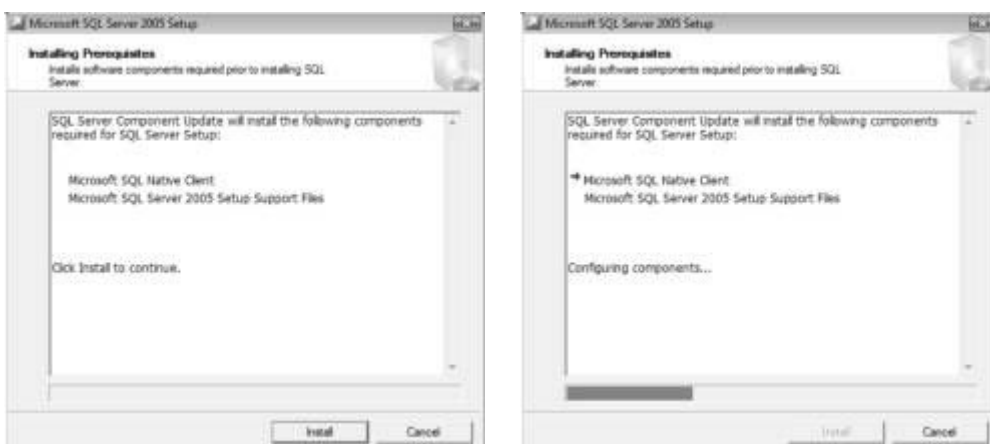 Microsoft SQL Server 2005 Setup
Installing Prerequisites
Installs software components required prior to installing SQL
Server.
SQL Server Component Update will install the following components
required for SQL Server Setup:
Microsoft SQL Native Client
Microsoft SQL Server 2005 Setup Support Files
Click Install to continue.
Install
Cancel
Microsoft SQL Server 2005 Setup
Installing Prerequisites
Installs software components required prior to installing SQL
Server.
SQL Server Component Update will install the following components
required for SQL Server Setup:
Microsoft SQL Native Client
Microsoft SQL Server 2005 Setup Support Files
Configuring components...
Install
Cancel